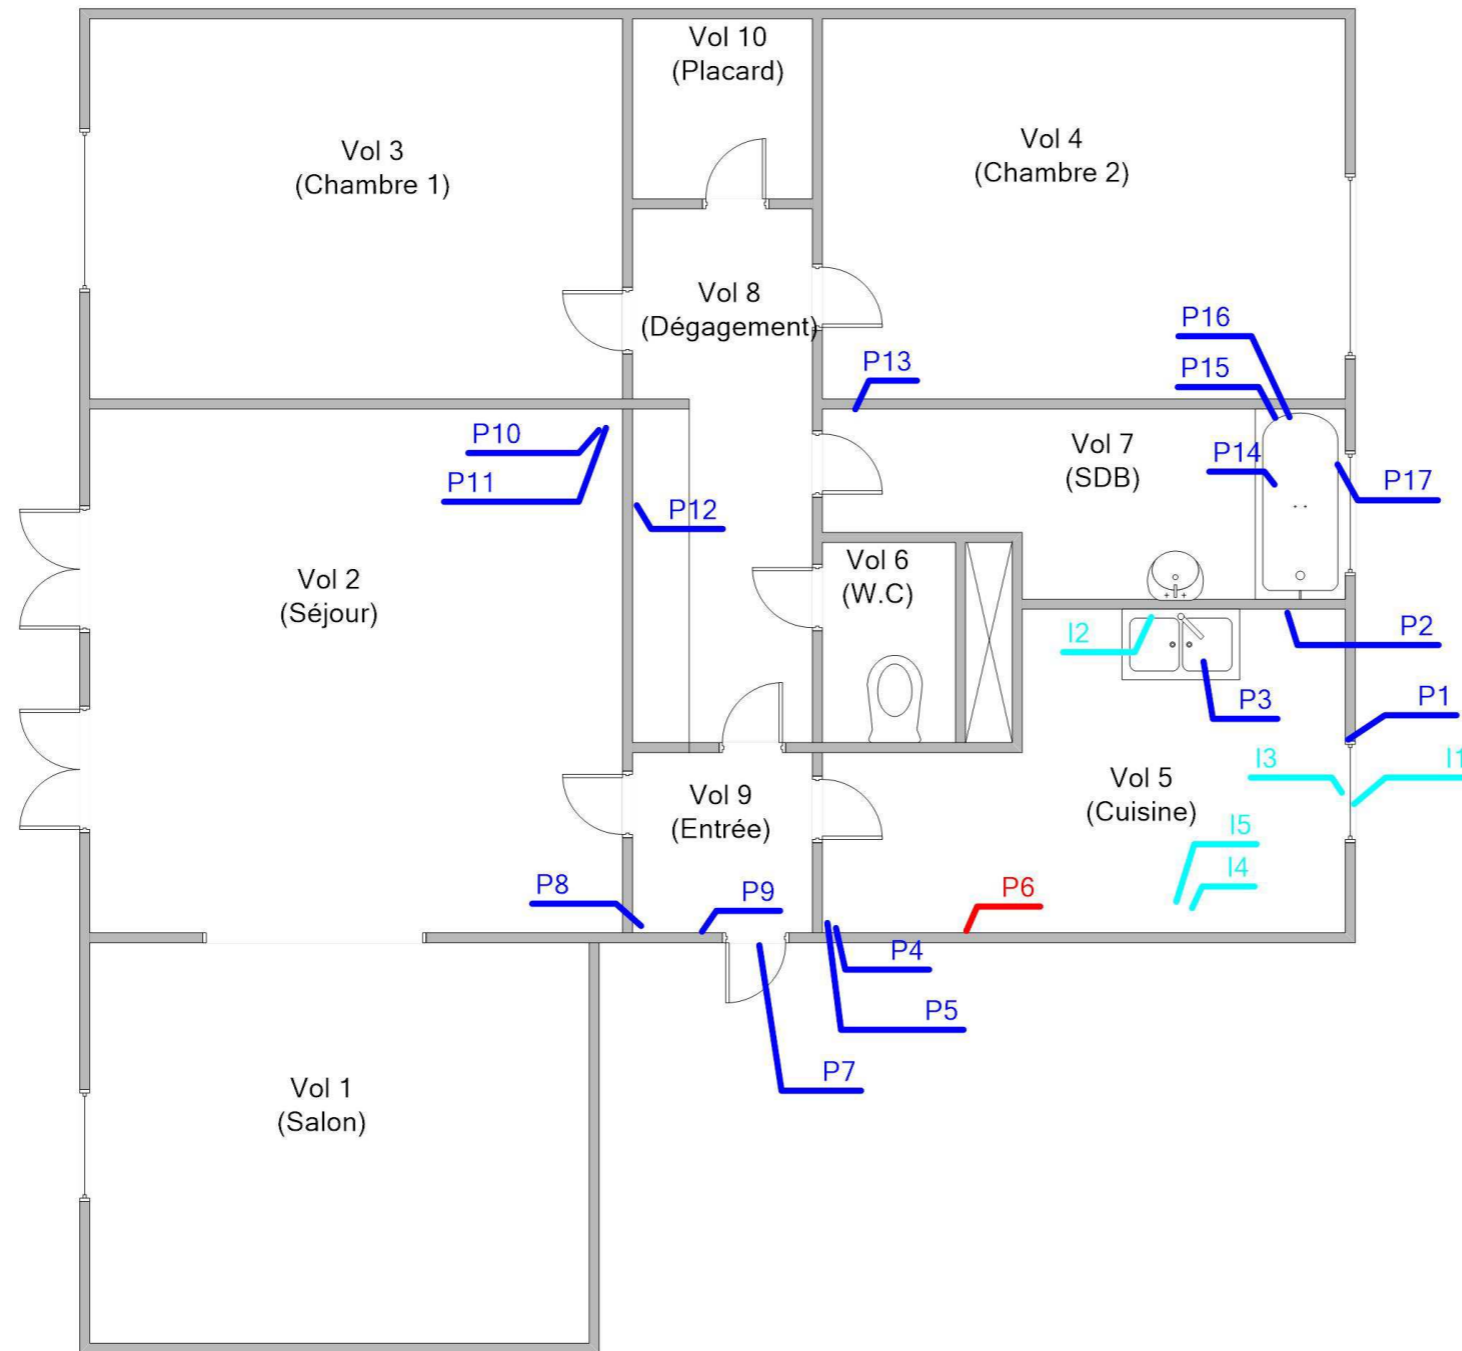 Vol 10
(Placard)
Vol 3
(Chambre 1)
Vol 4
(Chambre 2)
Vol 8
(Dégagement)
P16
P15
P13
P10
P11
P12
Vol 7
(SDB)
P14
P17
Vol 2
(Séjour)
Vol 6
(W.C)
I2
P2
P3
P1
I3
I1
Vol 5
(Cuisine)
Vol 9
(Entrée)
I5
I4
P8
P9
P6
P4
P5
P7
Vol 1
(Salon)